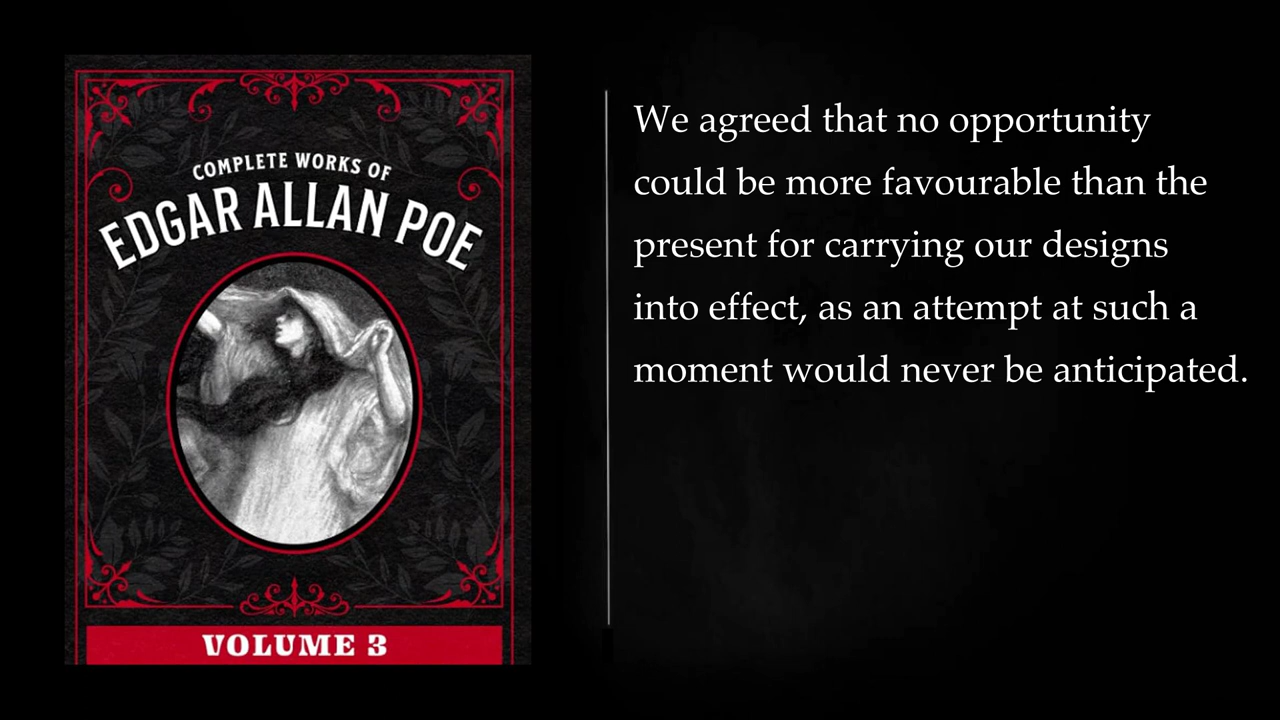 COMPLETE WORKS OF
EDGAR ALLAN POE
VOLUME 3
We agreed that no opportunity
could be more favourable than the
present for carrying our designs
into effect, as an attempt at such a
moment would never be anticipated.